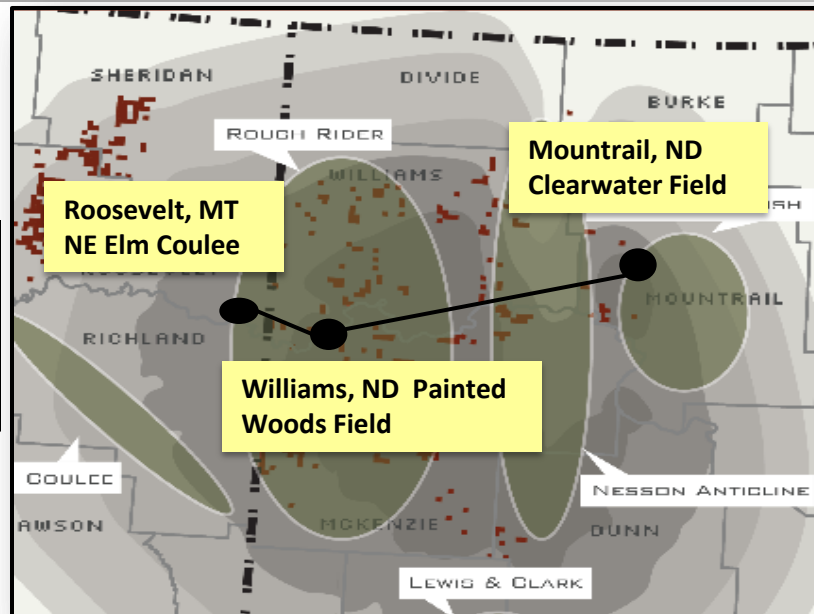 SHERIDAN
DIVIDE
BURKE
ROUGH RIDER
WILLIAMS
Mountrail, ND
Clearwater Field
Roosevelt, MT
NE Elm Coulee
MOUNTRAIL
RICHLAND
Williams, ND Painted
Woods Field
COULEE
NESSON ANTICLINE
MCKENZIE
DUNN
LEWIS & CLARK